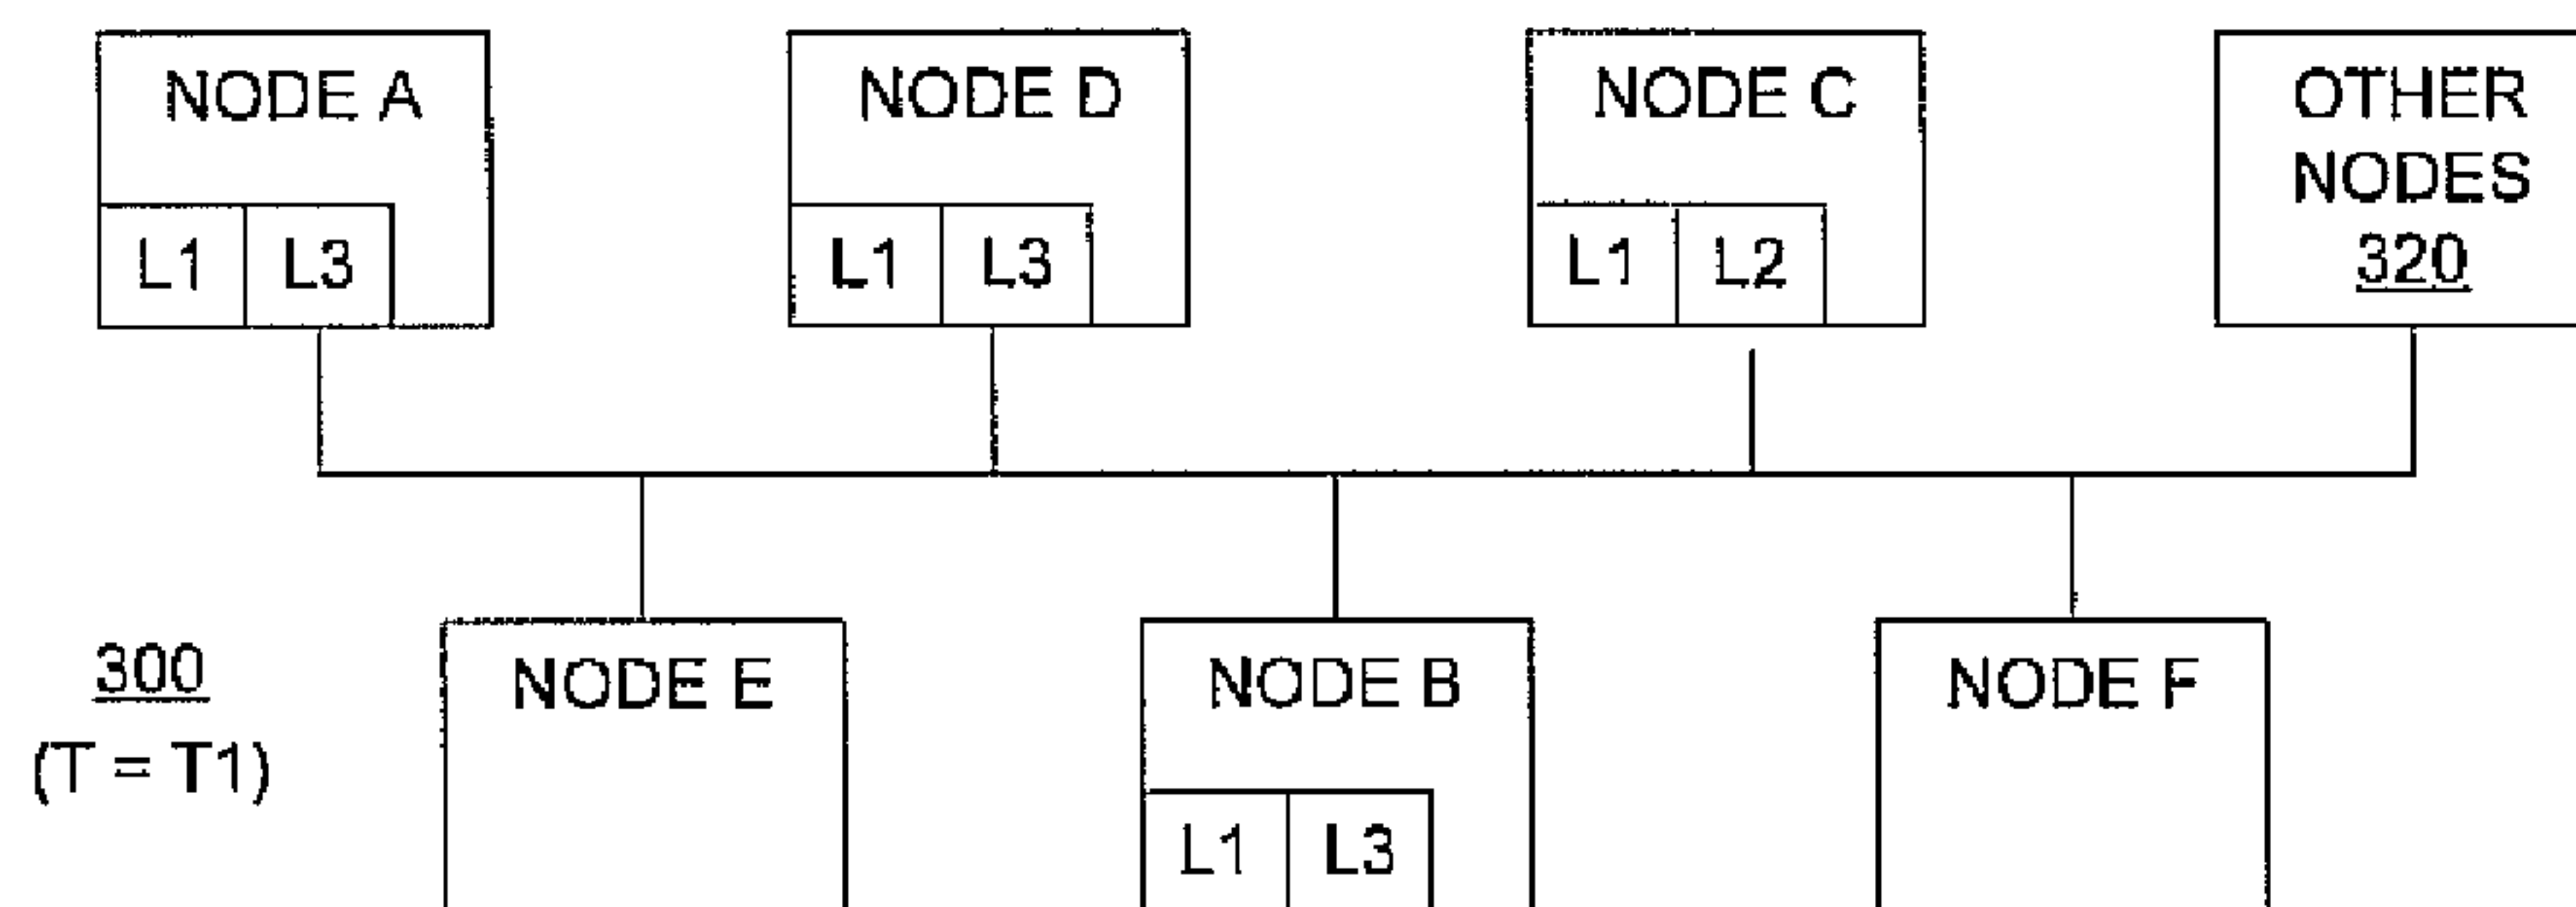 NODE A
L1 L3
NODE D
L1 L3
NODE C
L1 L2
OTHER
NODES
320
300
(T = T1)
NODE E
NODE B
L1 L3
NODE F